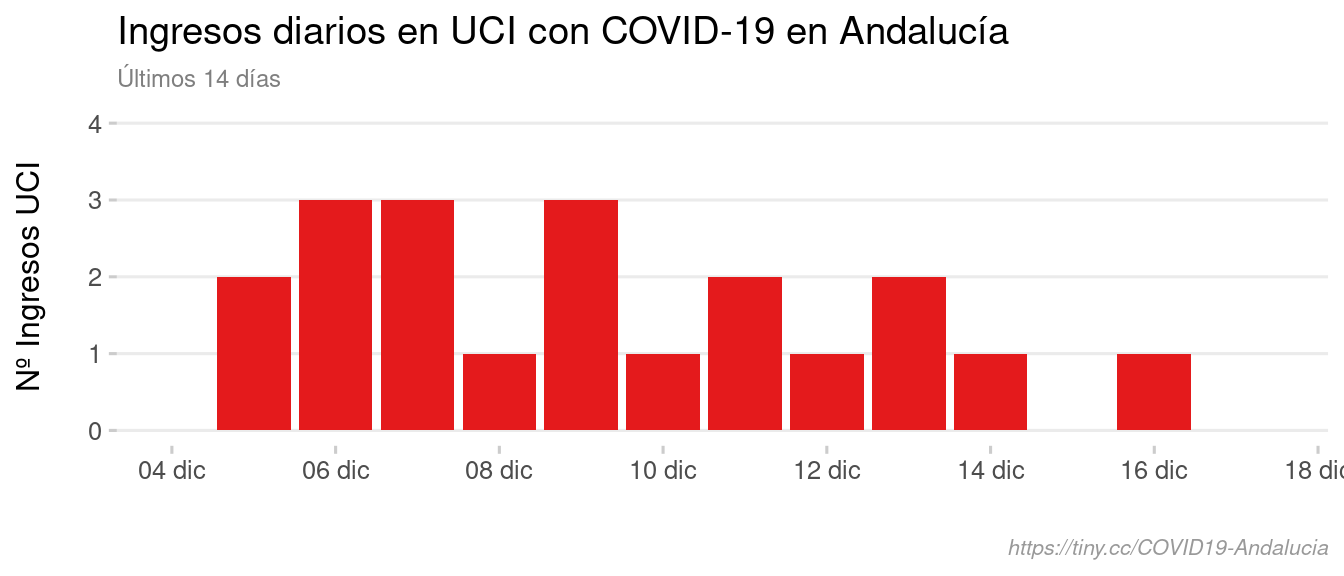 Ingresos diarios en UCI con COVID-19 en Andalucía
Últimos 14 días
Nº Ingresos UCI
4
3
2
1
0
04 dic 06 dic 08 dic 10 dic 12 dic 14 dic 16 dic 18 dic
https://tiny.cc/COVID19-Andalucia